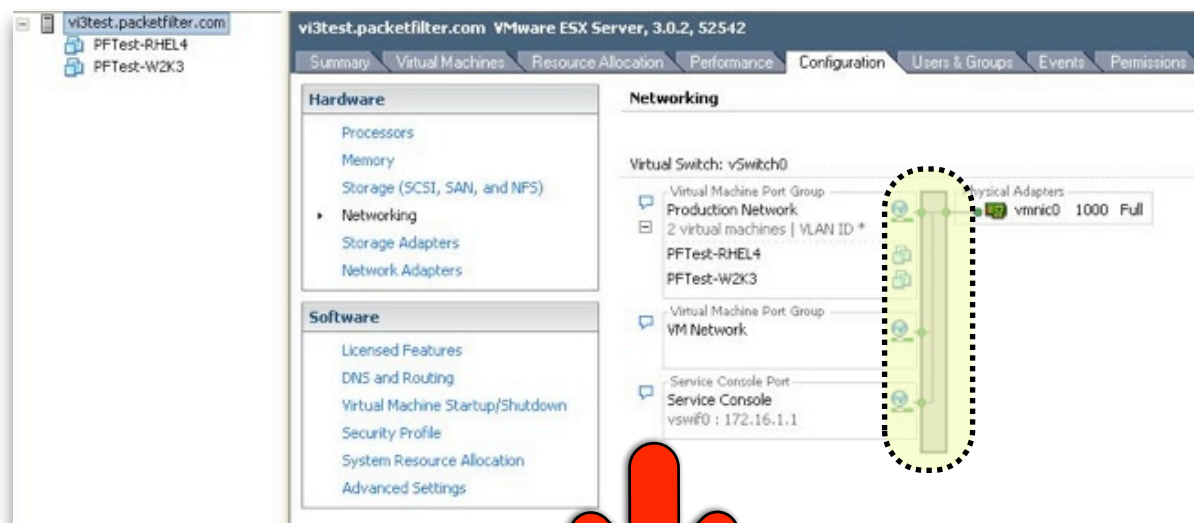 vi3test.packetfilter.com
PFTest-RHEL4
PFTest-W2K3
vi3test.packetfilter.com VMware ESX Server, 3.0.2, 52542
Summary Virtual Machines Resource Allocation Performance Configuration Users & Groups Events Permissions
Hardware
Processors
Memory
Storage (SCSI, SAN, and NFS)
Networking
Storage Adapters
Network Adapters
Software
Licensed Features
DNS and Routing
Virtual Machine Startup/Shutdown
Security Profile
System Resource Allocation
Advanced Settings
Networking
Virtual Switch: vSwitch0
Virtual Machine Port Group
Production Network
2 virtual machines | VLAN ID *
PFTest-RHEL4
PFTest-W2K3
Physical Adapters
vmnic0 1000 Full
Virtual Machine Port Group
VM Network
Service Console Port
Service Console
vswif0 : 172.16.1.1